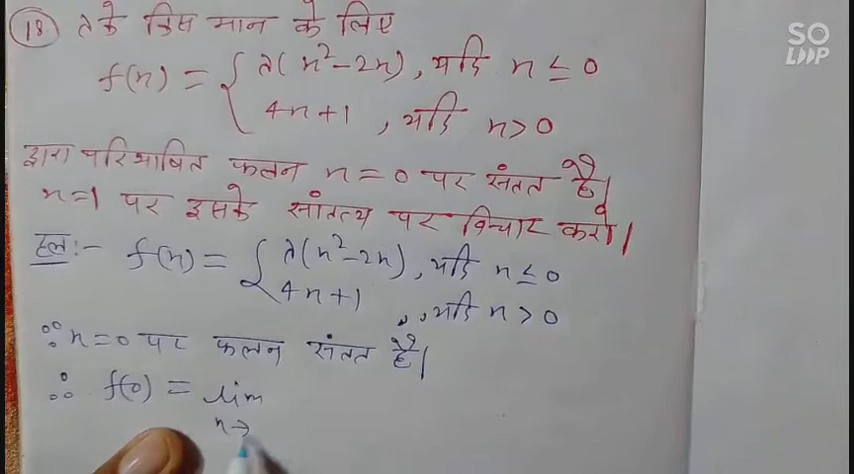 18) λ के किस मान के लिए
f(x) = { λ(x²-2x), यदि x ≤ 0
4x+1, यदि x > 0
द्वारा परिभाषित फलन x = 0 पर संतत है।
x=1 पर इसके सांतत्य पर विचार करो।
हल:- f(x) = { λ(x²-2x), यदि x ≤ 0
4x+1, यदि x > 0
∵ x=0 पर फलन संतत है।
∴ f(0) = lim
x→
SO
LOOP